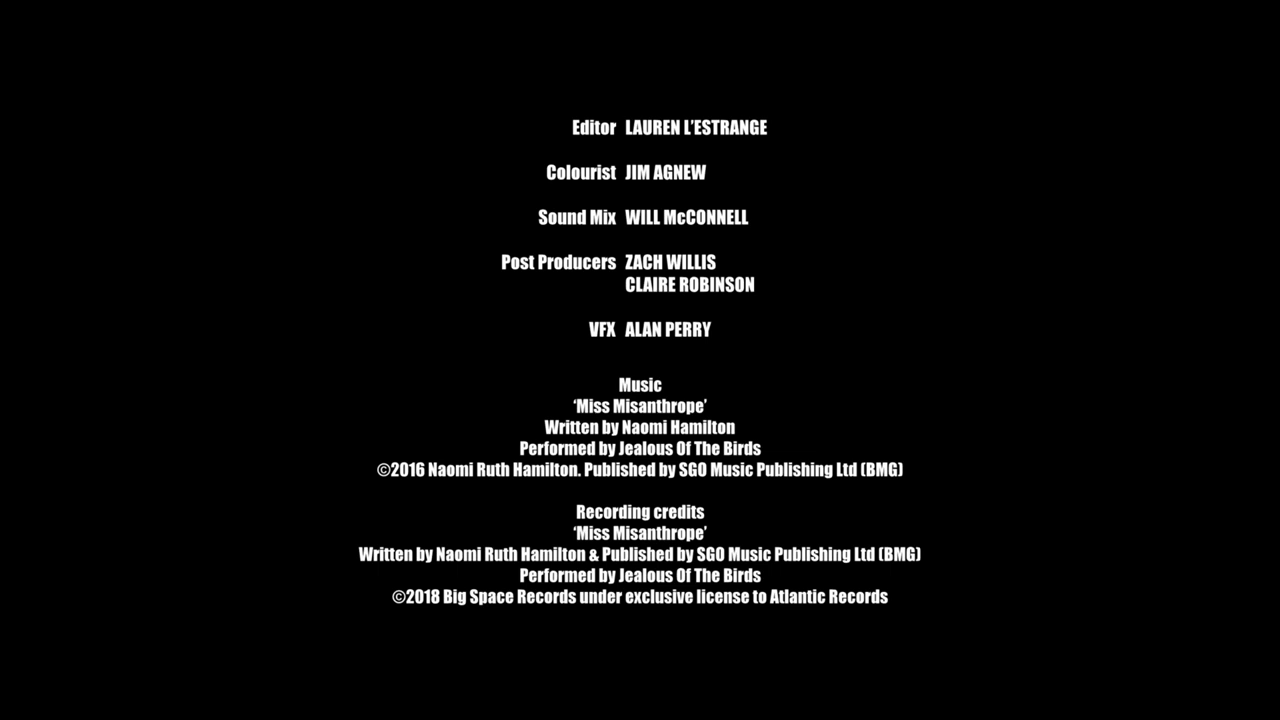 Editor LAUREN L’ESTRANGE
Colourist JIM AGNEW
Sound Mix WILL McCONNELL
Post Producers ZACH WILLIS
CLAIRE ROBINSON
VFX ALAN PERRY
Music
‘Miss Misanthrope’
Written by Naomi Hamilton
Performed by Jealous Of The Birds
©2016 Naomi Ruth Hamilton. Published by SGO Music Publishing Ltd (BMG)
Recording credits
‘Miss Misanthrope’
Written by Naomi Ruth Hamilton & Published by SGO Music Publishing Ltd (BMG)
Performed by Jealous Of The Birds
©2018 Big Space Records under exclusive license to Atlantic Records